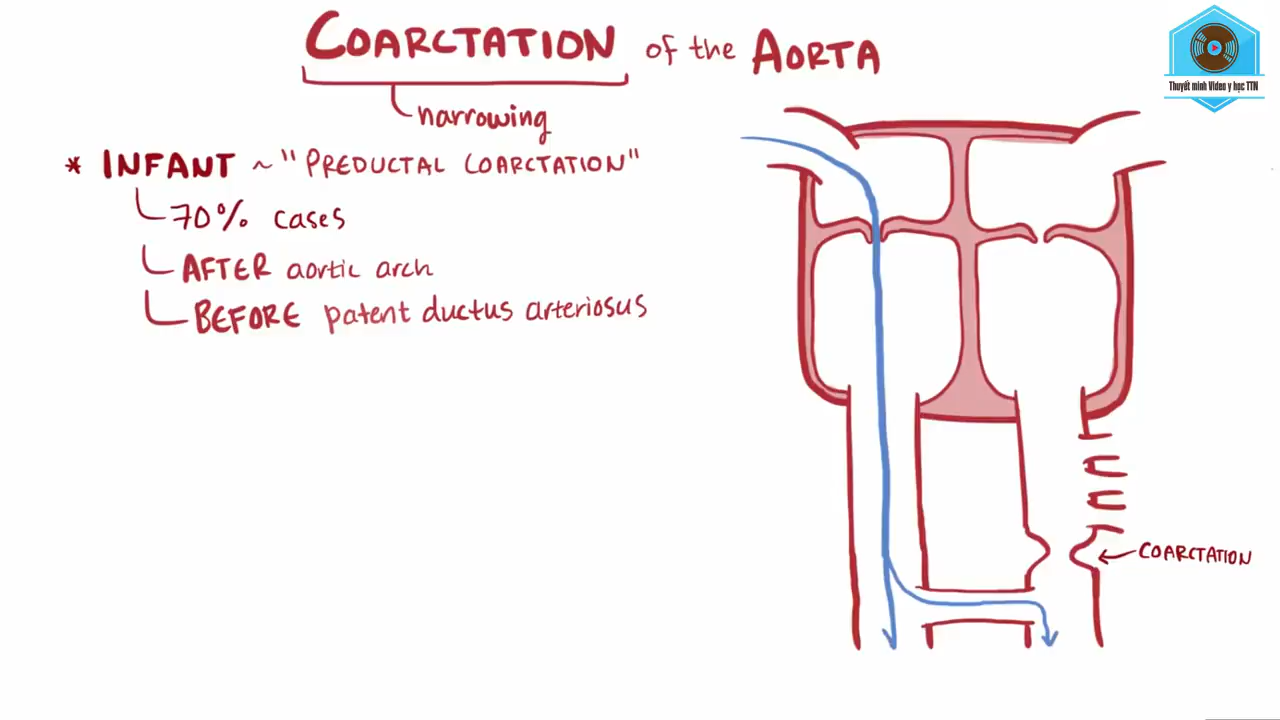 COARCTATION of the AORTA
narrowing
* INFANT ~ "PREDUCTAL COARCTATION"
70% cases
AFTER aortic arch
BEFORE patent ductus arteriosus
COARCTATION
Thuyết minh Video y học TTN